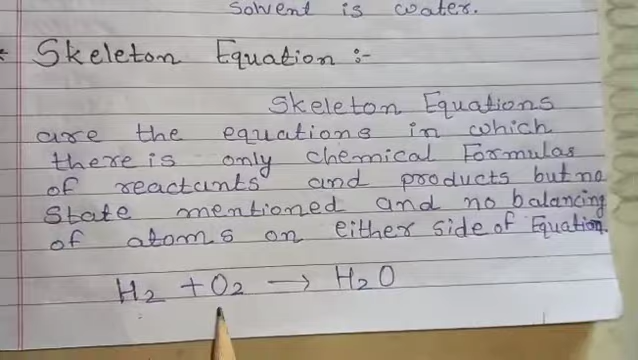 Solvent is water.
Skeleton Equation :-
Skeleton Equations
are the equations in which
there is only chemical Formulas
of reactants and products but no
State mentioned and no balancing
of atoms on either side of Equation.
H₂ + O₂ → H₂O